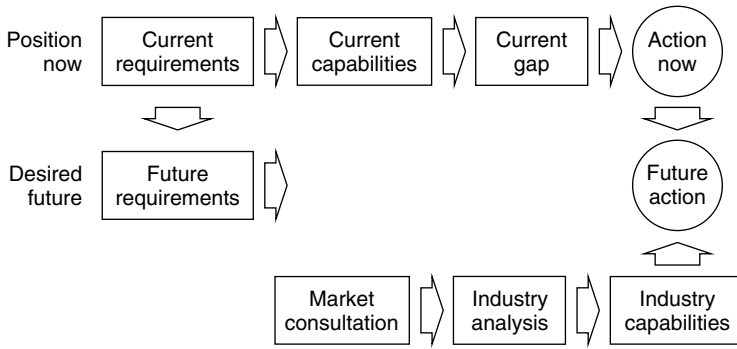 Position
now
Current
requirements
Current
capabilities
Current
gap
Action
now
Desired
future
Future
requirements
Future
action
Market
consultation
Industry
analysis
Industry
capabilities